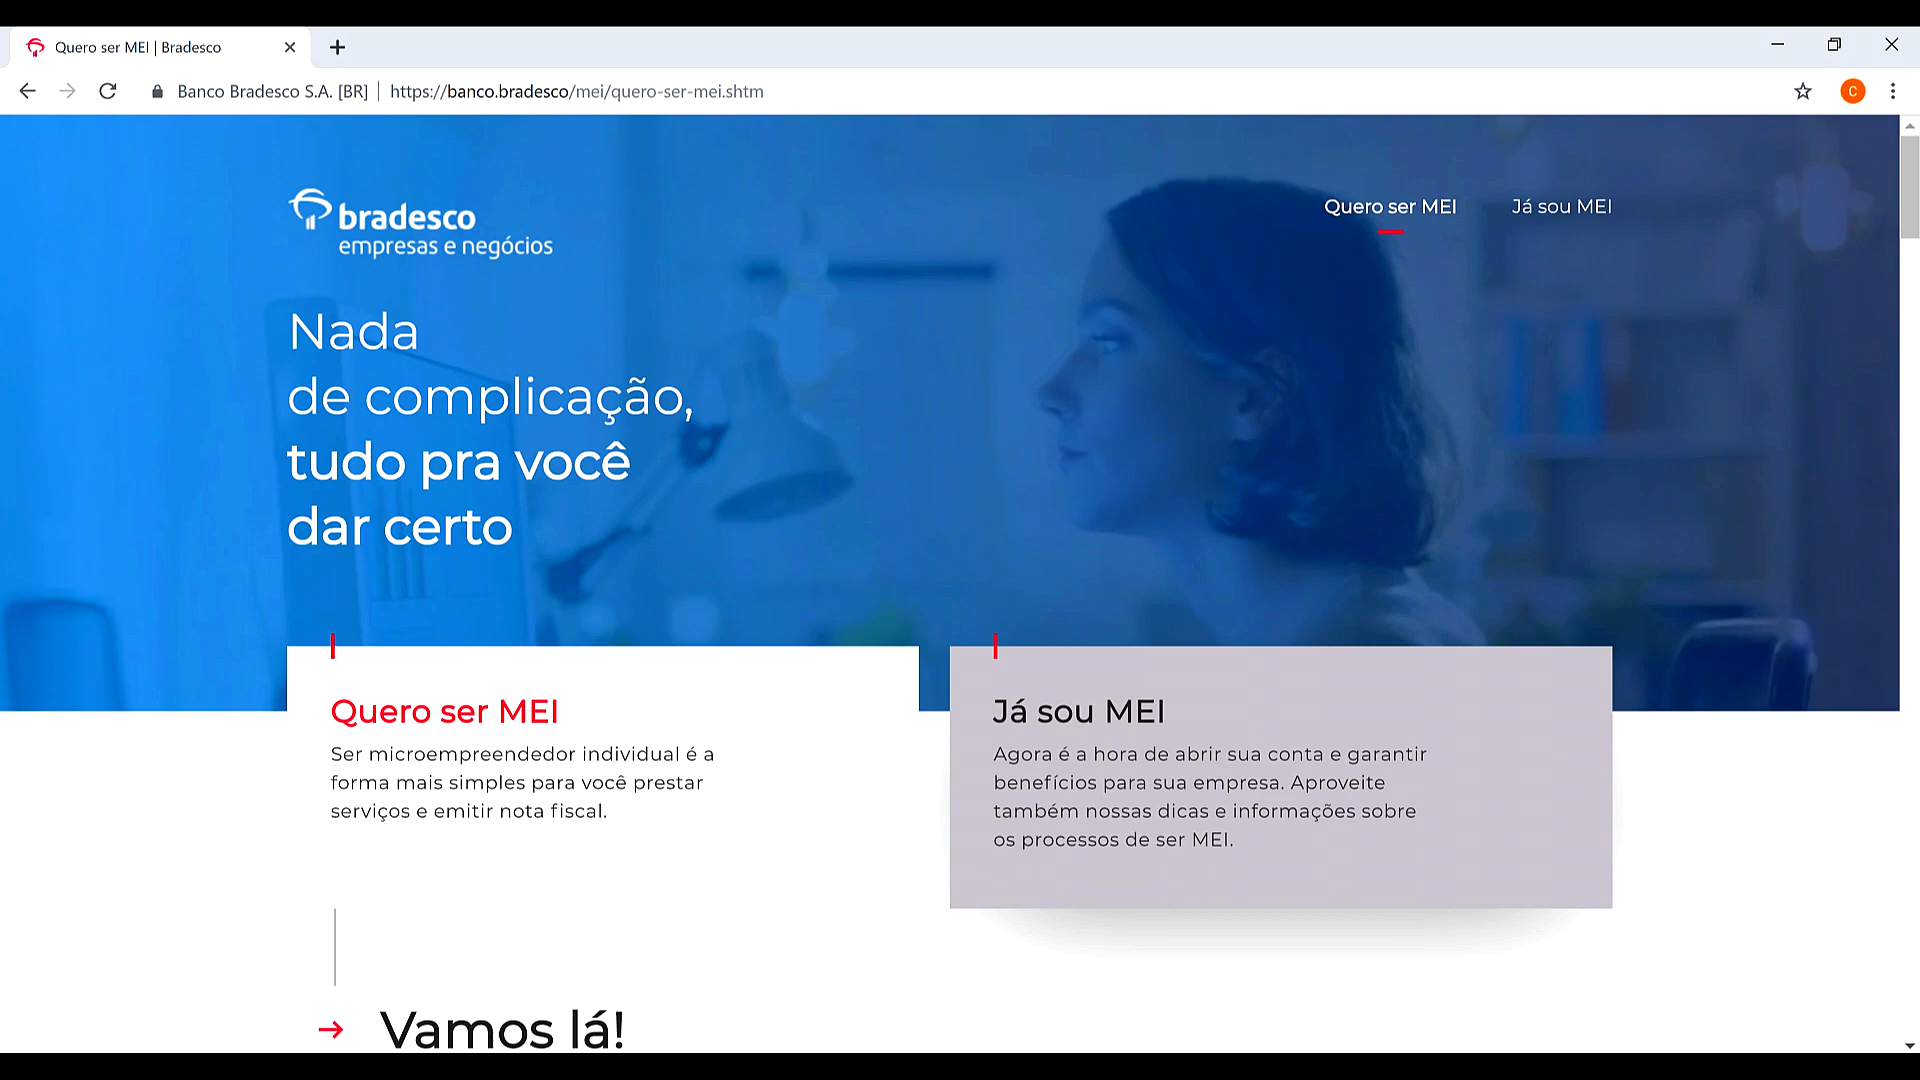 Quero ser MEI | Bradesco
Banco Bradesco S.A. [BR] https://banco.bradesco/mei/quero-ser-mei.shtm
C
bradesco
empresas e negócios
Quero ser MEI
Já sou MEI
Nada
de complicação,
tudo pra você
dar certo
Quero ser MEI
Ser microempreendedor individual é a
forma mais simples para você prestar
serviços e emitir nota fiscal.
Já sou MEI
Agora é a hora de abrir sua conta e garantir
benefícios para sua empresa. Aproveite
também nossas dicas e informações sobre
os processos de ser MEI.
Vamos lá!